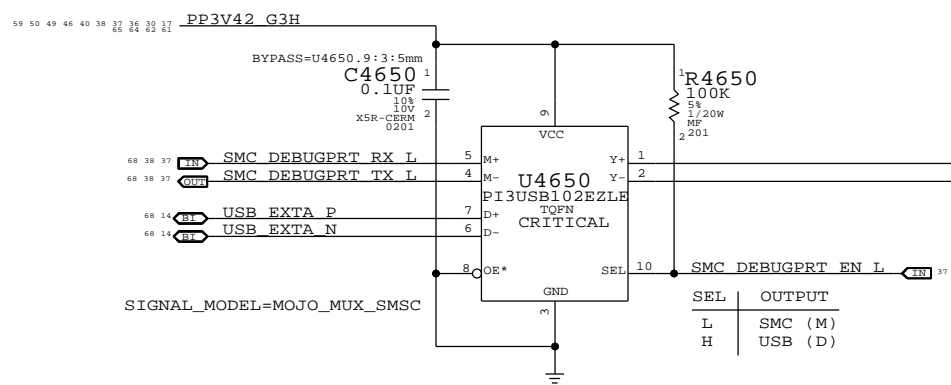 59 50 49 46 40 38 37 36 30 17
65 64 62 61
PP3V42_G3H
BYPASS=U4650.9:3:5mm
C4650 1
0.1UF
10%
10V 2
X5R-CERM
0201
1 R4650
100K
5%
1/20W
MF
2 201
9
VCC
68 38 37 IN SMC_DEBUGPRT_RX_L 5 M+
68 38 37 OUT SMC_DEBUGPRT_TX_L 4 M-
68 14 BI USB_EXTA_P 7 D+
68 14 BI USB_EXTA_N 6 D-
Y+ 1
Y- 2
U4650
PI3USB102EZLE
TQFN
CRITICAL
8 OE*
SEL 10 SMC_DEBUGPRT_EN_L IN 37
GND
3
SIGNAL_MODEL=MOJO_MUX_SMSC
SEL OUTPUT
L SMC (M)
H USB (D)